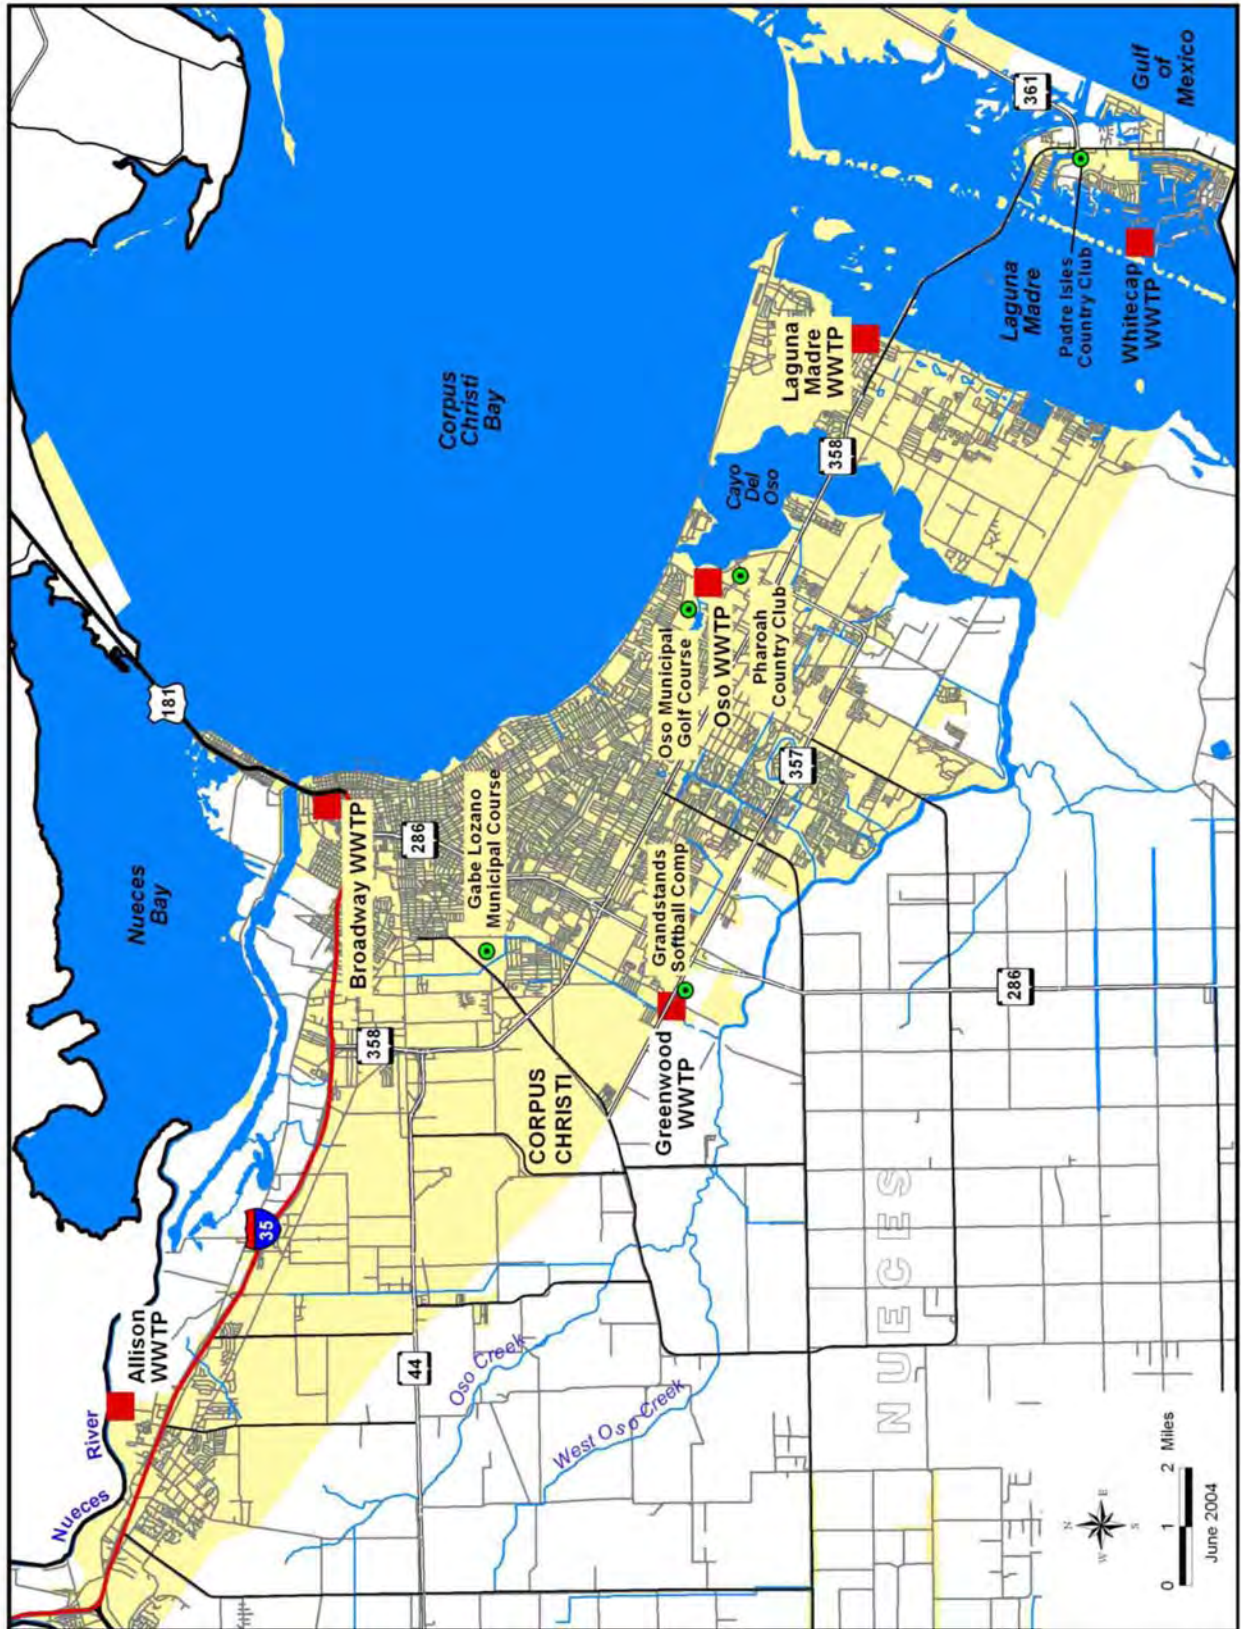 Nueces
River
Allison
WWTP
35
Nueces
Bay
181
Corpus
Christi
Bay
Broadway WWTP
286
358
44
Gabe Lozano
Municipal Course
CORPUS
CHRISTI
Oso Creek
West Oso Creek
Greenwood
WWTP
Grandstands
Softball Comp
Oso Municipal
Golf Course
Oso WWTP
Pharoah
Country Club
357
Cayo
Del
Oso
358
Laguna
Madre
WWTP
Laguna
Madre
Padre Isles
Country Club
Whitecap
WWTP
361
Gulf
of
Mexico
286
NUECES
N
W
E
S
0 1 2 Miles
June 2004